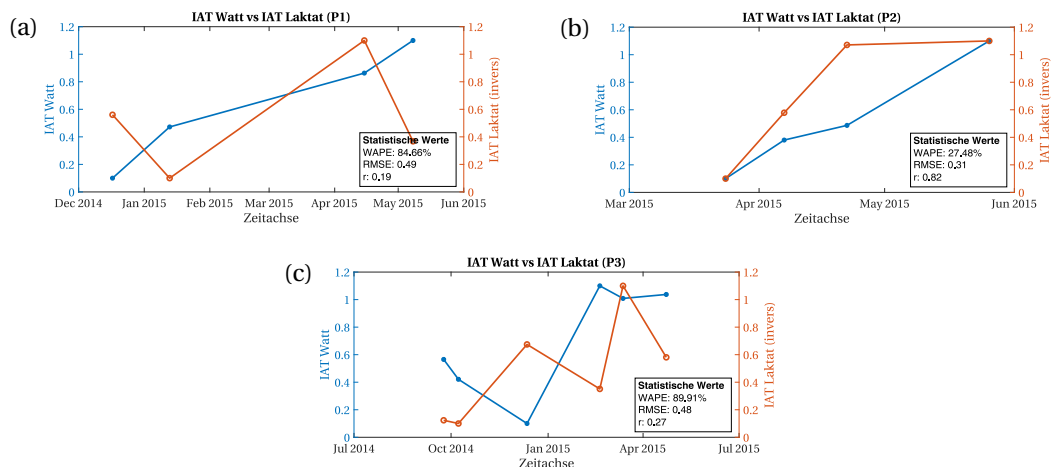 (a)
IAT Watt vs IAT Laktat (P1)
1.2
1
0.8
0.6
0.4
0.2
0
IAT Watt
1.2
1
0.8
0.6
0.4
0.2
0
IAT Laktat (invers)
Statistische Werte
WAPE: 84.66%
RMSE: 0.49
r: 0.19
Dec 2014 Jan 2015 Feb 2015 Mar 2015 Apr 2015 May 2015 Jun 2015
Zeitachse
(b)
IAT Watt vs IAT Laktat (P2)
1.2
1
0.8
0.6
0.4
0.2
0
IAT Watt
1.2
1
0.8
0.6
0.4
0.2
0
IAT Laktat (invers)
Statistische Werte
WAPE: 27.48%
RMSE: 0.31
r: 0.82
Mar 2015 Apr 2015 May 2015 Jun 2015
Zeitachse
(c)
IAT Watt vs IAT Laktat (P3)
1.2
1
0.8
0.6
0.4
0.2
0
IAT Watt
1.2
1
0.8
0.6
0.4
0.2
0
IAT Laktat (invers)
Statistische Werte
WAPE: 89.91%
RMSE: 0.48
r: 0.27
Jul 2014 Oct 2014 Jan 2015 Apr 2015 Jul 2015
Zeitachse